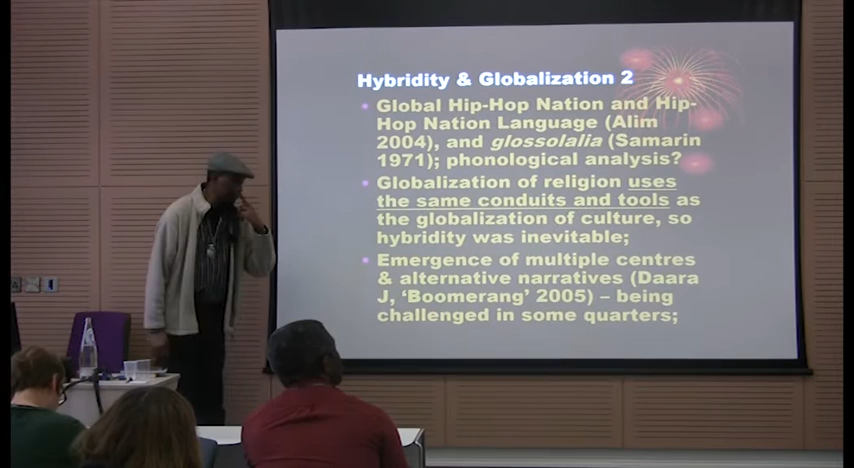 Hybridity & Globalization 2
Global Hip-Hop Nation and Hip-
Hop Nation Language (Alim
2004), and glossolalia (Samarin
1971); phonological analysis?
Globalization of religion uses
the same conduits and tools as
the globalization of culture, so
hybridity was inevitable;
Emergence of multiple centres
& alternative narratives (Daara
J, ‘Boomerang’ 2005) – being
challenged in some quarters;